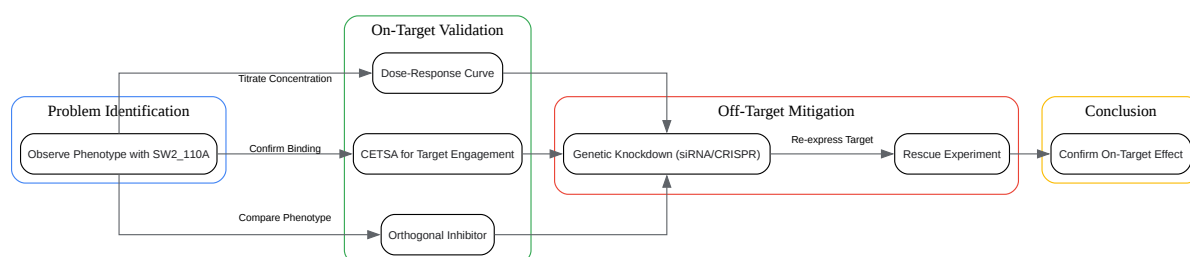 On-Target Validation
Titrate Concentration
Dose-Response Curve
Problem Identification
Off-Target Mitigation
Conclusion
Observe Phenotype with SW2_110A
Confirm Binding
CETSA for Target Engagement
Genetic Knockdown (siRNA/CRISPR)
Re-express Target
Rescue Experiment
Confirm On-Target Effect
Compare Phenotype
Orthogonal Inhibitor